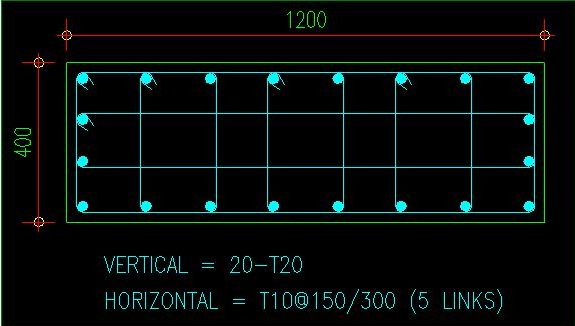 1200
400
VERTICAL = 20-T20
HORIZONTAL = T10@150/300 (5 LINKS)